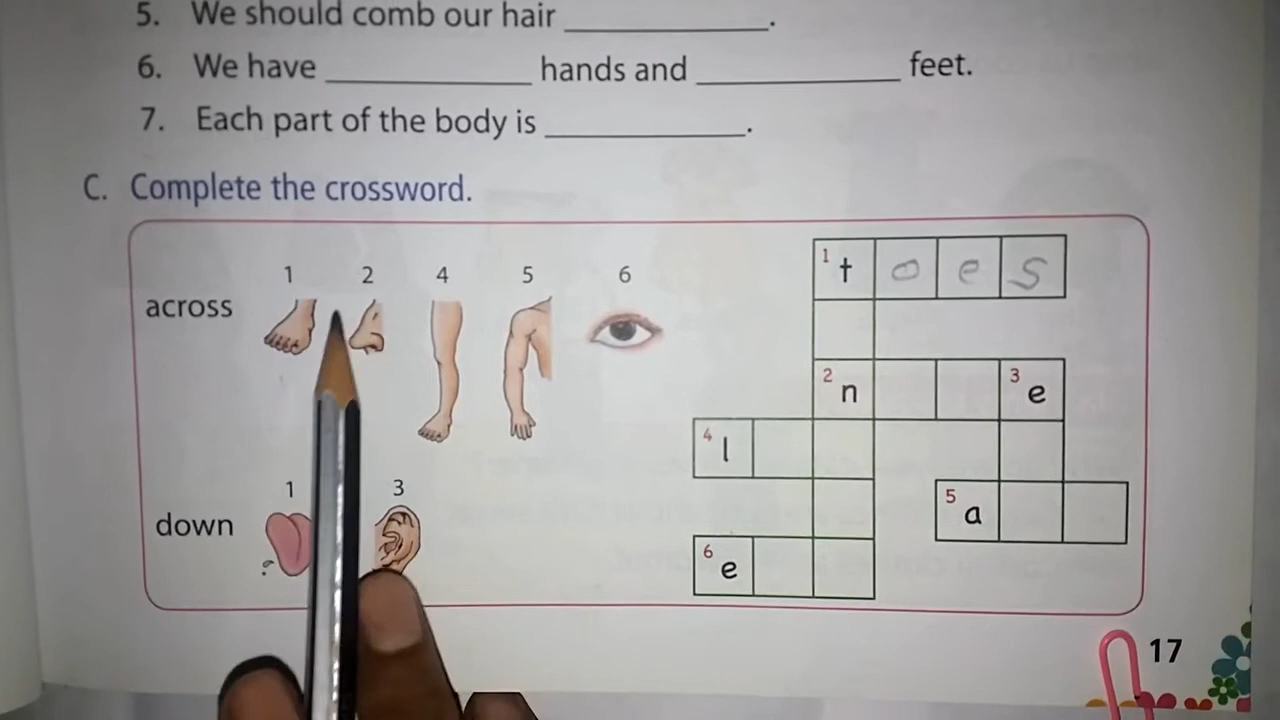 5. We should comb our hair ____________.
6. We have ____________ hands and ____________ feet.
7. Each part of the body is ____________.
C. Complete the crossword.
across 1 2 4 5 6
down 1 3
1 t o e s
2 n 3 e
4 l
5 a
6 e
17